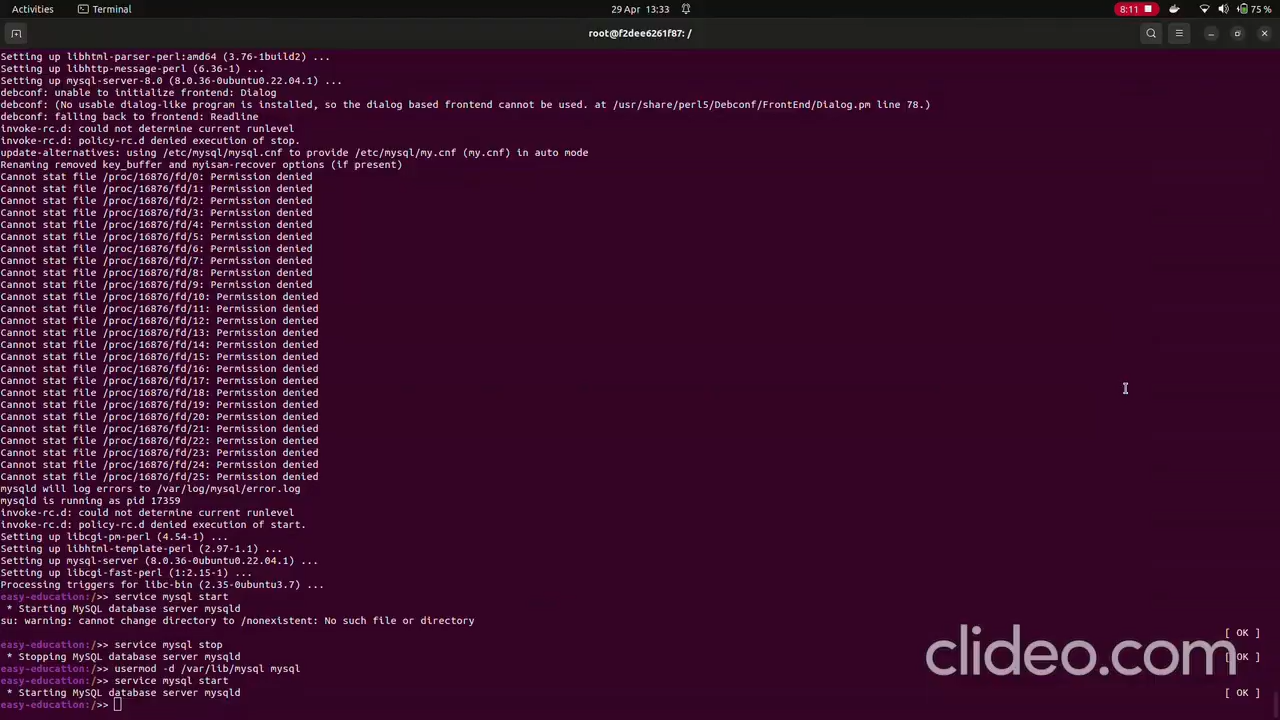 Activities
Terminal
29 Apr 13:33
8:11
75 %
root@f2dee6261f87: /
Setting up libhtml-parser-perl:amd64 (3.76-1build2) ...
Setting up libhttp-message-perl (6.36-1) ...
Setting up mysql-server-8.0 (8.0.36-0ubuntu0.22.04.1) ...
debconf: unable to initialize frontend: Dialog
debconf: (No usable dialog-like program is installed, so the dialog based frontend cannot be used. at /usr/share/perl5/Debconf/FrontEnd/Dialog.pm line 78.)
debconf: falling back to frontend: Readline
invoke-rc.d: could not determine current runlevel
invoke-rc.d: policy-rc.d denied execution of stop.
update-alternatives: using /etc/mysql/mysql.cnf to provide /etc/mysql/my.cnf (my.cnf) in auto mode
Renaming removed key_buffer and myisam-recover options (if present)
Cannot stat file /proc/16876/fd/0: Permission denied
Cannot stat file /proc/16876/fd/1: Permission denied
Cannot stat file /proc/16876/fd/2: Permission denied
Cannot stat file /proc/16876/fd/3: Permission denied
Cannot stat file /proc/16876/fd/4: Permission denied
Cannot stat file /proc/16876/fd/5: Permission denied
Cannot stat file /proc/16876/fd/6: Permission denied
Cannot stat file /proc/16876/fd/7: Permission denied
Cannot stat file /proc/16876/fd/8: Permission denied
Cannot stat file /proc/16876/fd/9: Permission denied
Cannot stat file /proc/16876/fd/10: Permission denied
Cannot stat file /proc/16876/fd/11: Permission denied
Cannot stat file /proc/16876/fd/12: Permission denied
Cannot stat file /proc/16876/fd/13: Permission denied
Cannot stat file /proc/16876/fd/14: Permission denied
Cannot stat file /proc/16876/fd/15: Permission denied
Cannot stat file /proc/16876/fd/16: Permission denied
Cannot stat file /proc/16876/fd/17: Permission denied
Cannot stat file /proc/16876/fd/18: Permission denied
Cannot stat file /proc/16876/fd/19: Permission denied
Cannot stat file /proc/16876/fd/20: Permission denied
Cannot stat file /proc/16876/fd/21: Permission denied
Cannot stat file /proc/16876/fd/22: Permission denied
Cannot stat file /proc/16876/fd/23: Permission denied
Cannot stat file /proc/16876/fd/24: Permission denied
Cannot stat file /proc/16876/fd/25: Permission denied
mysqld will log errors to /var/log/mysql/error.log
mysqld is running as pid 17359
invoke-rc.d: could not determine current runlevel
invoke-rc.d: policy-rc.d denied execution of start.
Setting up libcgi-pm-perl (4.54-1) ...
Setting up libhtml-template-perl (2.97-1.1) ...
Setting up mysql-server (8.0.36-0ubuntu0.22.04.1) ...
Setting up libcgi-fast-perl (1:2.15-1) ...
Processing triggers for libc-bin (2.35-0ubuntu3.7) ...
easy-education:/>> service mysql start
 * Starting MySQL database server mysqld
su: warning: cannot change directory to /nonexistent: No such file or directory
[ OK ]
easy-education:/>> service mysql stop
 * Stopping MySQL database server mysqld
[ OK ]
easy-education:/>> usermod -d /var/lib/mysql mysql
easy-education:/>> service mysql start
 * Starting MySQL database server mysqld
[ OK ]
easy-education:/>>
clideo.com